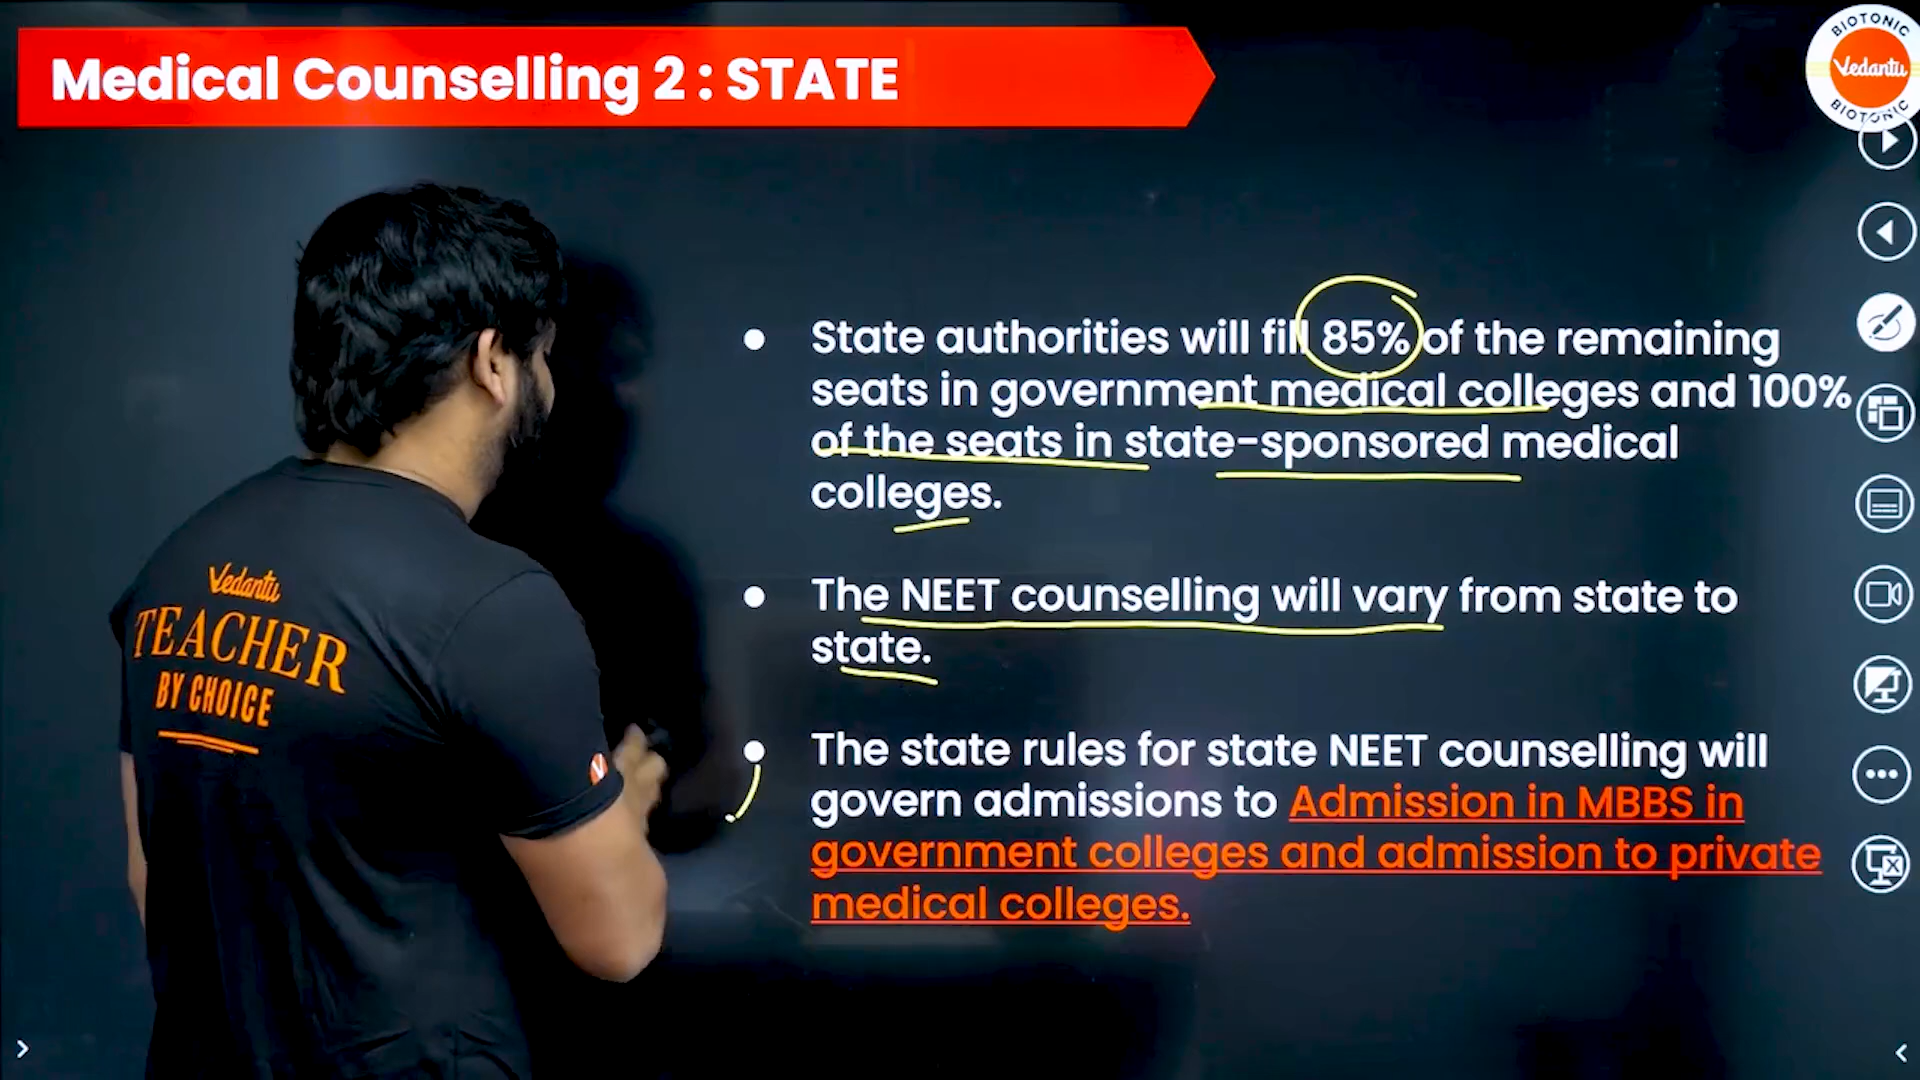 Medical Counselling 2 : STATE
BIOTONIC
Vedantu
BIOTONIC
State authorities will fill 85% of the remaining
seats in government medical colleges and 100%
of the seats in state-sponsored medical
colleges.
The NEET counselling will vary from state to
state.
The state rules for state NEET counselling will
govern admissions to Admission in MBBS in
government colleges and admission to private
medical colleges.
Vedantu
TEACHER
BY CHOICE
V